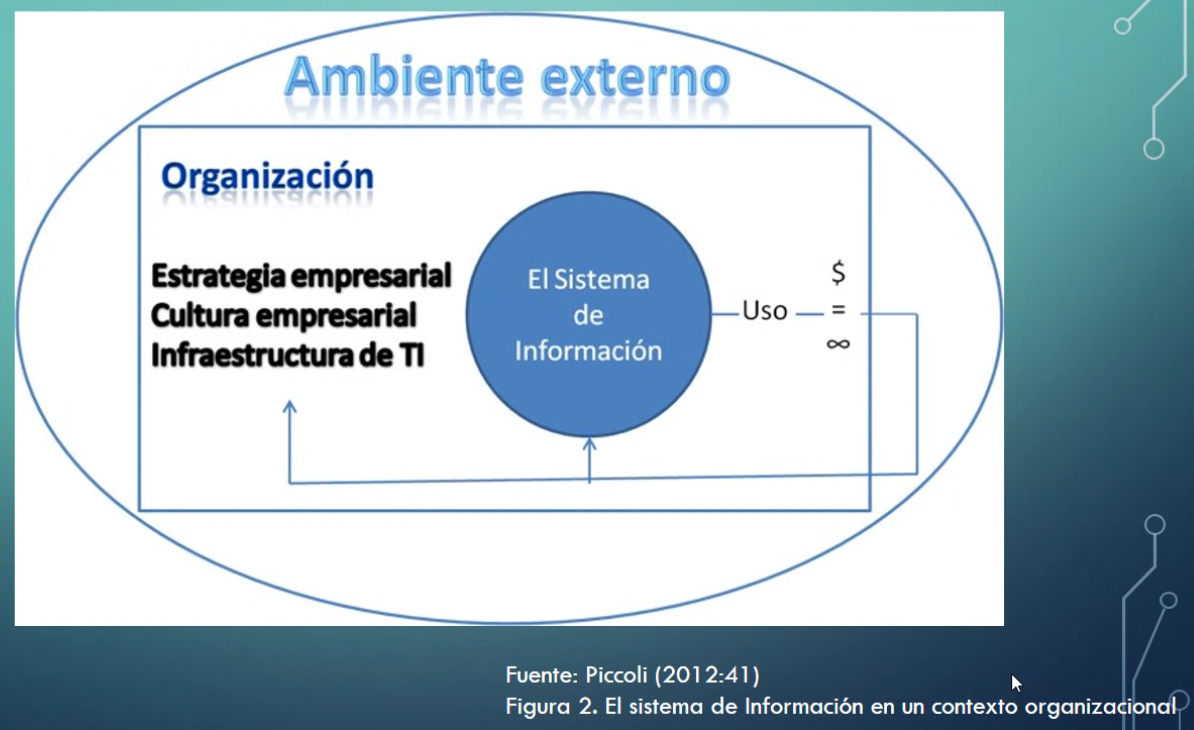 Ambiente externo
Organización
Estrategia empresarial
Cultura empresarial
Infraestructura de TI
El Sistema
de
Información
Uso
$
=
∞
Fuente: Piccoli (2012:41)
Figura 2. El sistema de Información en un contexto organizacional